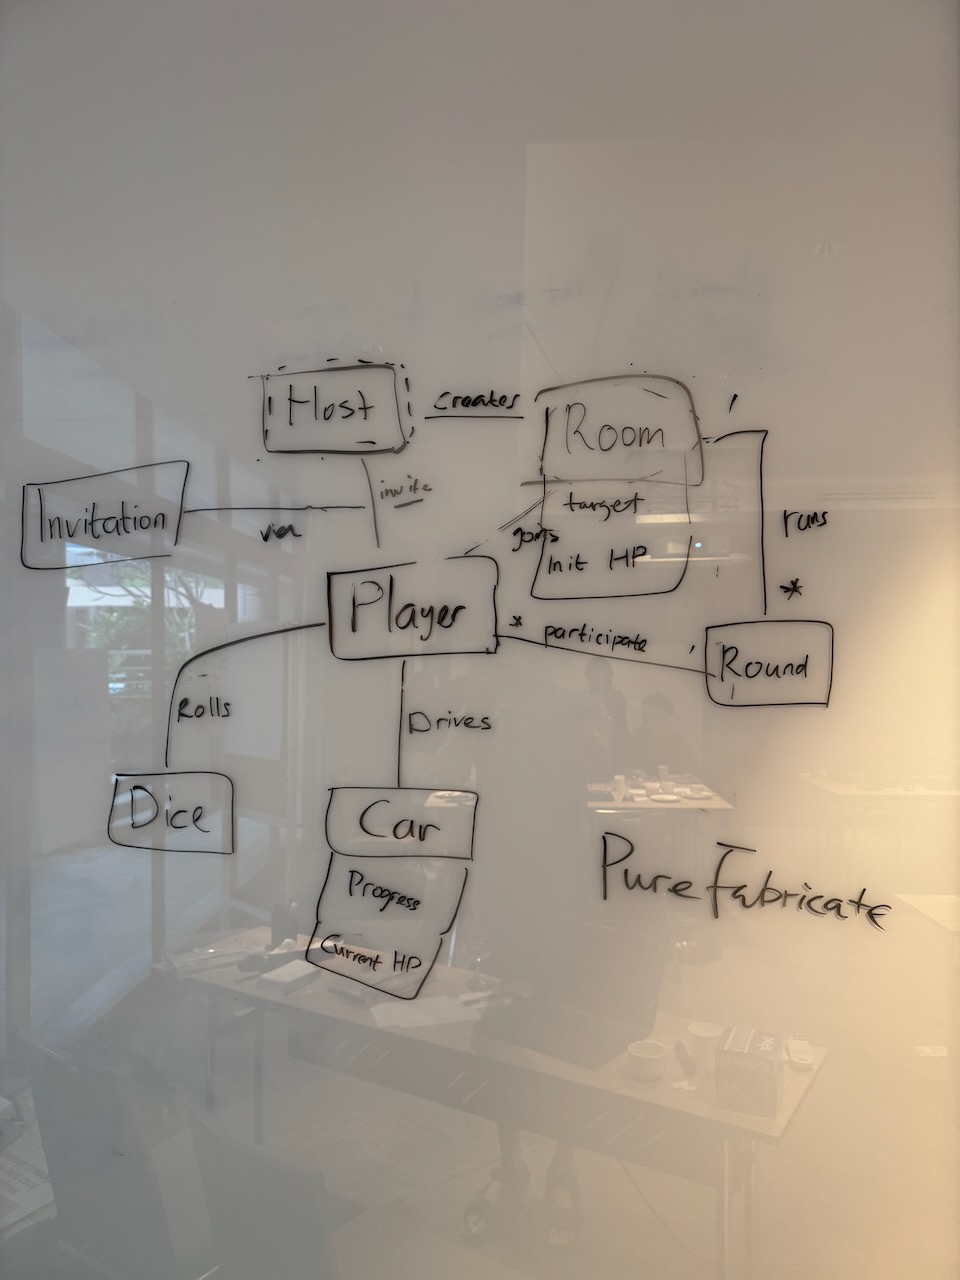 Host
creates
Room
1
target
Init HP
Invitation
via
invite
joins
runs
*
Player
*
participate
1
Round
Rolls
Drives
Dice
Car
Progress
Current HP
Pure Fabricate